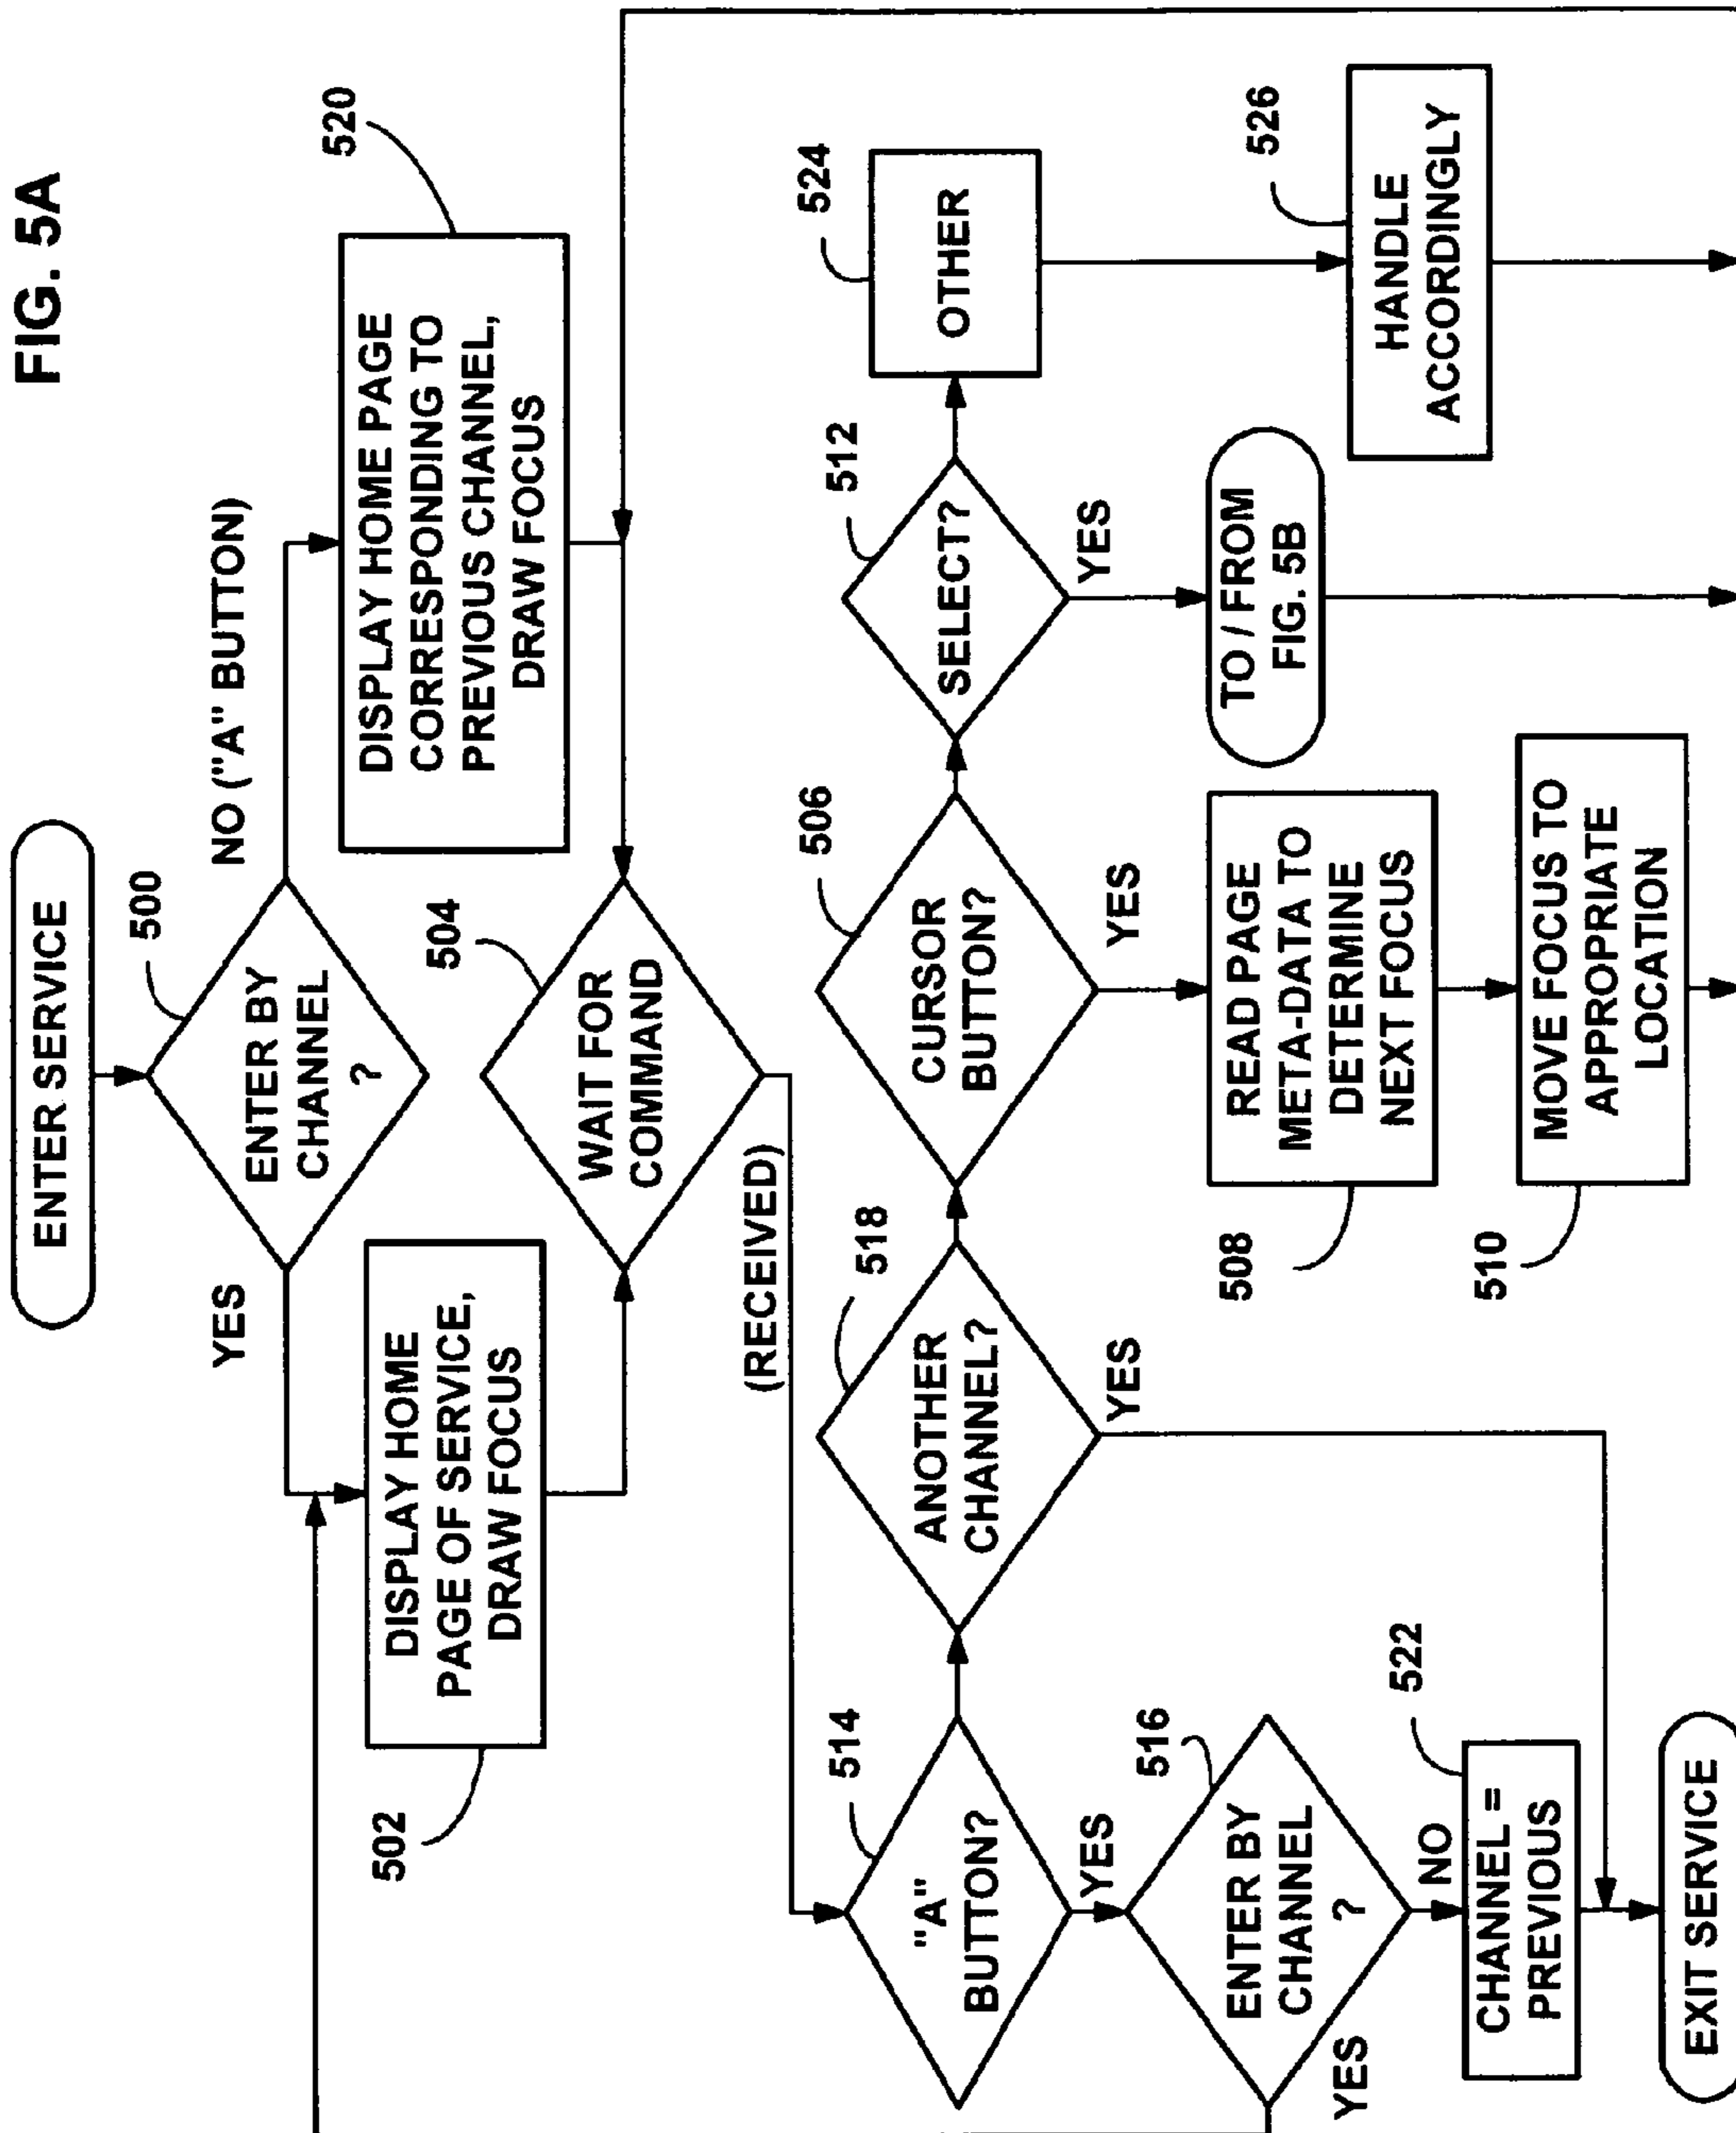 FIG. 5A
ENTER SERVICE
500
ENTER BY
CHANNEL
?
YES
NO ("A" BUTTON)
502
DISPLAY HOME
PAGE OF SERVICE,
DRAW FOCUS
520
DISPLAY HOME PAGE
CORRESPONDING TO
PREVIOUS CHANNEL,
DRAW FOCUS
504
WAIT FOR
COMMAND
(RECEIVED)
514
"A"
BUTTON?
YES
518
ANOTHER
CHANNEL?
YES
506
CURSOR
BUTTON?
YES
512
SELECT?
YES
524
OTHER
516
ENTER BY
CHANNEL
?
YES
NO
508
READ PAGE
META-DATA TO
DETERMINE
NEXT FOCUS
TO / FROM
FIG. 5B
526
HANDLE
ACCORDINGLY
522
CHANNEL =
PREVIOUS
510
MOVE FOCUS TO
APPROPRIATE
LOCATION
EXIT SERVICE